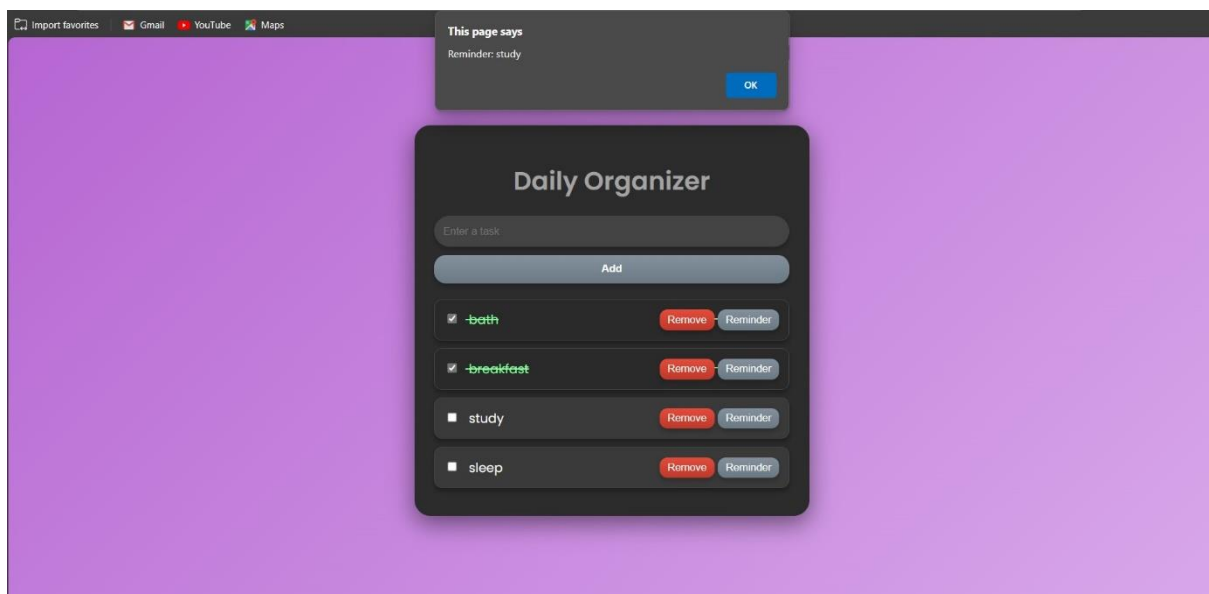 Import favorites Gmail YouTube Maps
This page says
Reminder: study
OK
Daily Organizer
Enter a task
Add
bath Remove Reminder
breakfast Remove Reminder
study Remove Reminder
sleep Remove Reminder